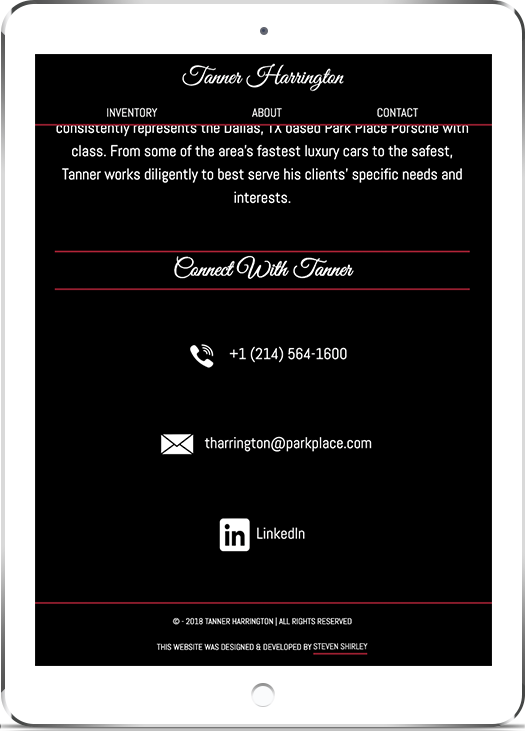 Tanner Harrington
INVENTORY ABOUT CONTACT
consistently represents the Dallas, TX based Park Place Porsche with
class. From some of the area's fastest luxury cars to the safest,
Tanner works diligently to best serve his clients' specific needs and
interests.
Connect With Tanner
+1 (214) 564-1600
tharrington@parkplace.com
in LinkedIn
© - 2018 TANNER HARRINGTON | ALL RIGHTS RESERVED
THIS WEBSITE WAS DESIGNED & DEVELOPED BY STEVEN SHIRLEY